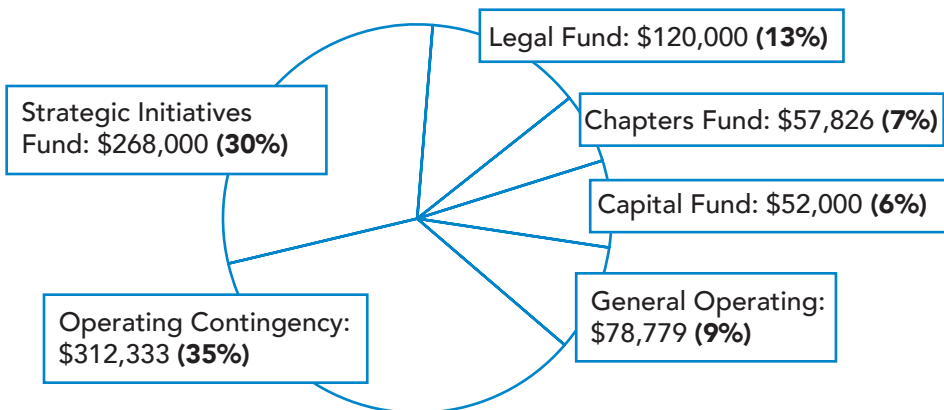 Legal Fund: $120,000 (13%)
Strategic Initiatives
Fund: $268,000 (30%)
Chapters Fund: $57,826 (7%)
Capital Fund: $52,000 (6%)
General Operating:
$78,779 (9%)
Operating Contingency:
$312,333 (35%)